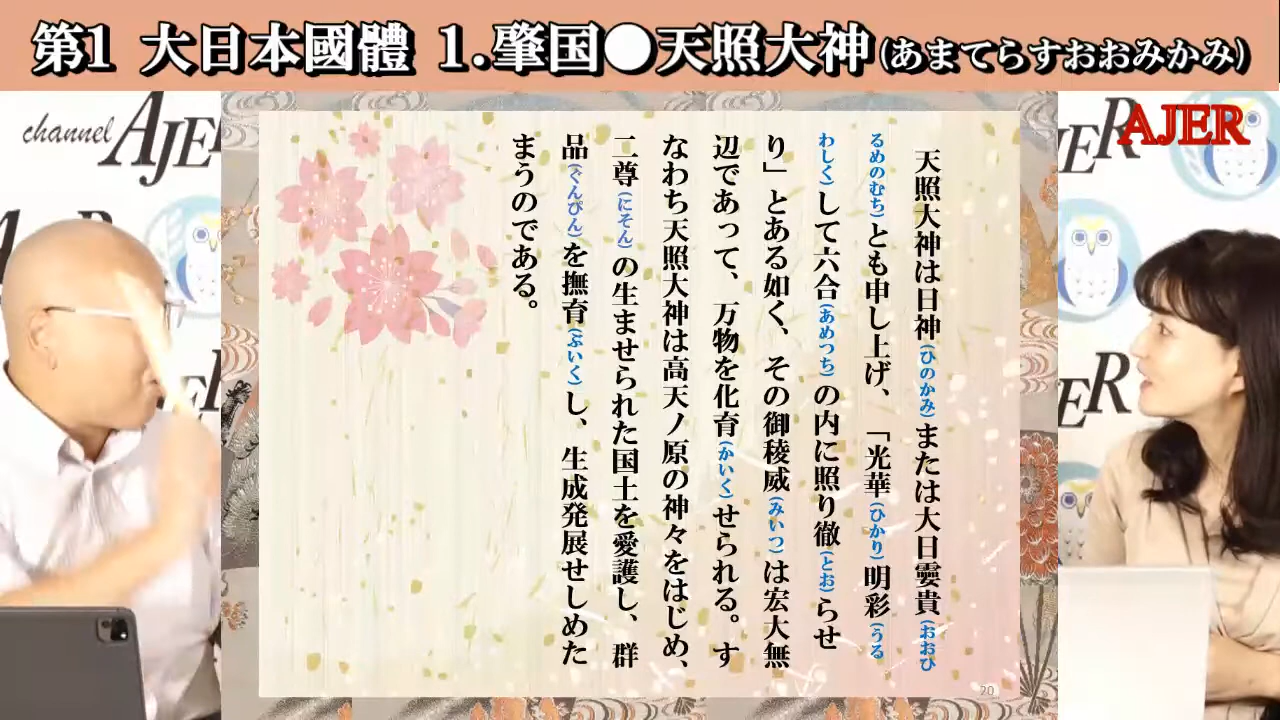 第1 大日本國體 1.肇国●天照大神(あまてらすおおみかみ)
channel AJER
AJER
天照大神は日神(ひのかみ)または大日孁貴(おおひ
るめのむち)とも申し上げ、「光華(ひかり)明彩(うる
わしく)して六合(あめつち)の内に照り徹(とお)らせ
り」とある如く、その御稜威(みいつ)は宏大無
辺であって、万物を化育(かいく)せられる。す
なわち天照大神は高天ノ原の神々をはじめ、
二尊(にそん)の生ませられた国土を愛護し、群
品(ぐんぴん)を撫育(ぶいく)し、生成発展せしめた
まうのである。
20